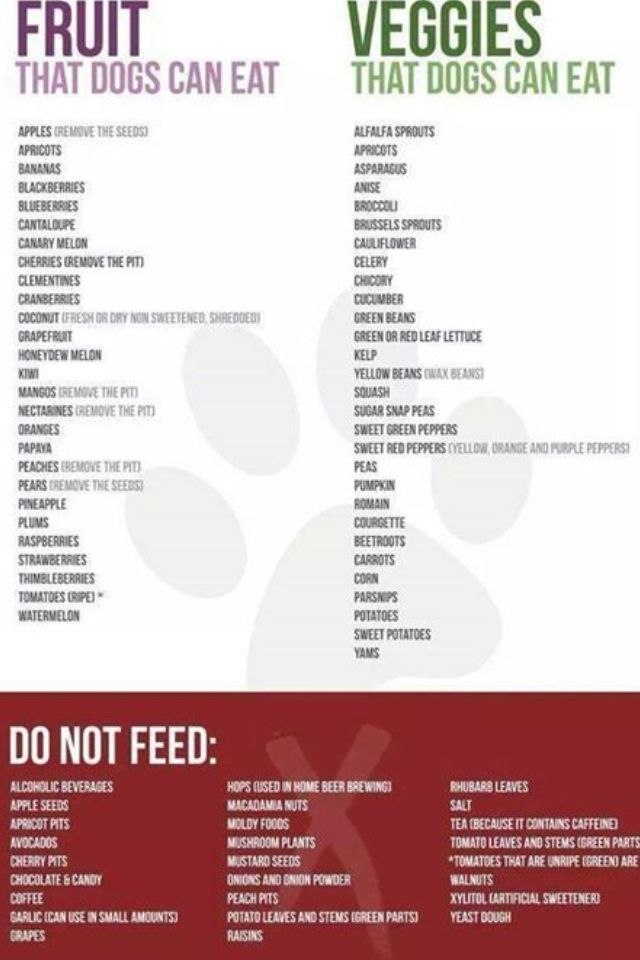 FRUIT
THAT DOGS CAN EAT
APPLES (REMOVE THE SEEDS)
APRICOTS
BANANAS
BLACKBERRIES
BLUEBERRIES
CANTALOUPE
CANARY MELON
CHERRIES (REMOVE THE PIT)
CLEMENTINES
CRANBERRIES
COCONUT (FRESH OR DRY NON SWEETENED, SHREDDED)
GRAPEFRUIT
HONEYDEW MELON
KIWI
MANGOS (REMOVE THE PIT)
NECTARINES (REMOVE THE PIT)
ORANGES
PAPAYA
PEACHES (REMOVE THE PIT)
PEARS (REMOVE THE SEEDS)
PINEAPPLE
PLUMS
RASPBERRIES
STRAWBERRIES
THIMBLEBERRIES
TOMATOES (RIPE) *
WATERMELON
VEGGIES
THAT DOGS CAN EAT
ALFALFA SPROUTS
APRICOTS
ASPARAGUS
ANISE
BROCCOLI
BRUSSELS SPROUTS
CAULIFLOWER
CELERY
CHICORY
CUCUMBER
GREEN BEANS
GREEN OR RED LEAF LETTUCE
KELP
YELLOW BEANS (WAX BEANS)
SQUASH
SUGAR SNAP PEAS
SWEET GREEN PEPPERS
SWEET RED PEPPERS (YELLOW, ORANGE AND PURPLE PEPPERS)
PEAS
PUMPKIN
ROMAIN
COURGETTE
BEETROOTS
CARROTS
CORN
PARSNIPS
POTATOES
SWEET POTATOES
YAMS
DO NOT FEED:
ALCOHOLIC BEVERAGES
APPLE SEEDS
APRICOT PITS
AVOCADOS
CHERRY PITS
CHOCOLATE & CANDY
COFFEE
GARLIC (CAN USE IN SMALL AMOUNTS)
GRAPES
HOPS (USED IN HOME BEER BREWING)
MACADAMIA NUTS
MOLDY FOODS
MUSHROOM PLANTS
MUSTARD SEEDS
ONIONS AND ONION POWDER
PEACH PITS
POTATO LEAVES AND STEMS (GREEN PARTS)
RAISINS
RHUBARB LEAVES
SALT
TEA (BECAUSE IT CONTAINS CAFFEINE)
TOMATO LEAVES AND STEMS (GREEN PARTS
*TOMATOES THAT ARE UNRIPE (GREEN) ARE
WALNUTS
XYLITOL (ARTIFICIAL SWEETENER)
YEAST DOUGH